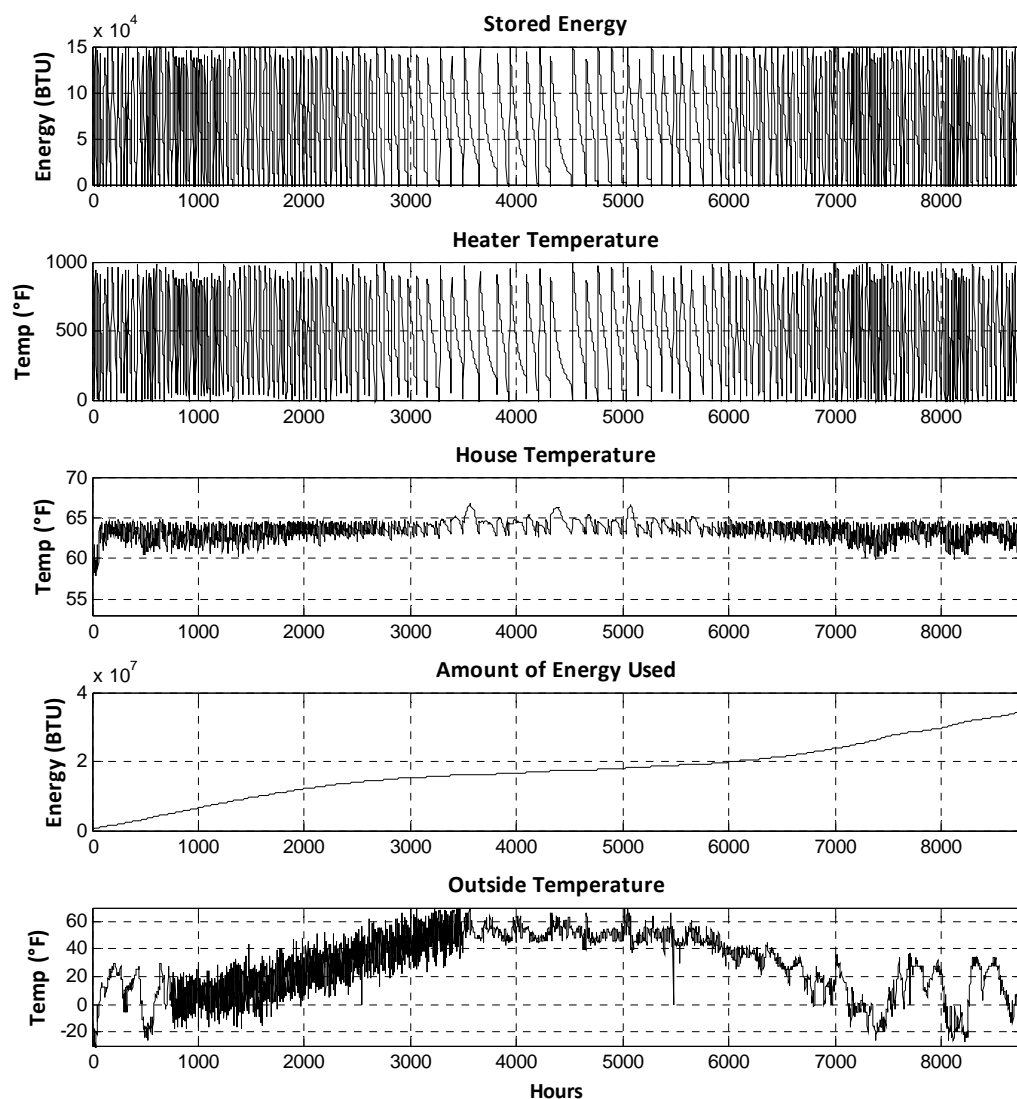 Stored Energy
x 10⁴
15
10
5
0
Energy (BTU)
0 1000 2000 3000 4000 5000 6000 7000 8000
Heater Temperature
1000
500
0
Temp (°F)
0 1000 2000 3000 4000 5000 6000 7000 8000
House Temperature
70
65
60
55
Temp (°F)
0 1000 2000 3000 4000 5000 6000 7000 8000
Amount of Energy Used
x 10⁷
4
2
0
Energy (BTU)
0 1000 2000 3000 4000 5000 6000 7000 8000
Outside Temperature
60
40
20
0
-20
Temp (°F)
0 1000 2000 3000 4000 5000 6000 7000 8000
Hours